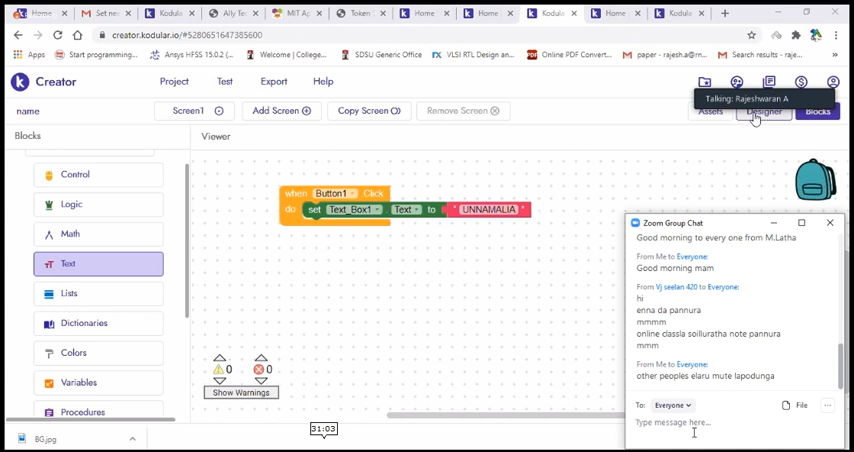 Home
Set ne
Kodula
Aily Te
MIT Ap
Token
Home
Home
Kodula
Home
Kodula
creator.kodular.io/#5280651647385600
Apps
Start programming...
Ansys HFSS 15.0.2 (...
Welcome | College...
SDSU Generic Office
VLSI RTL Design an...
Online PDF Convert...
paper - rajesh.a@rn...
Search results - raje...
Creator
Project
Test
Export
Help
Talking: Rajeshwaran A
name
Screen1
Add Screen
Copy Screen
Remove Screen
Assets
Designer
Blocks
Blocks
Viewer
Control
Logic
Math
Text
Lists
Dictionaries
Colors
Variables
Procedures
when Button1 .Click
do set Text_Box1 . Text to " UNNAMALIA "
0 0
Show Warnings
Zoom Group Chat
Good morning to every one from M.Latha
From Me to Everyone:
Good morning mam
From Vj seelan 420 to Everyone:
hi
enna da pannura
mmmm
online classla soilluratha note pannura
mmm
From Me to Everyone:
other peoples elaru mute lapodunga
To: Everyone
File
Type message here...
BG.jpg
31:03